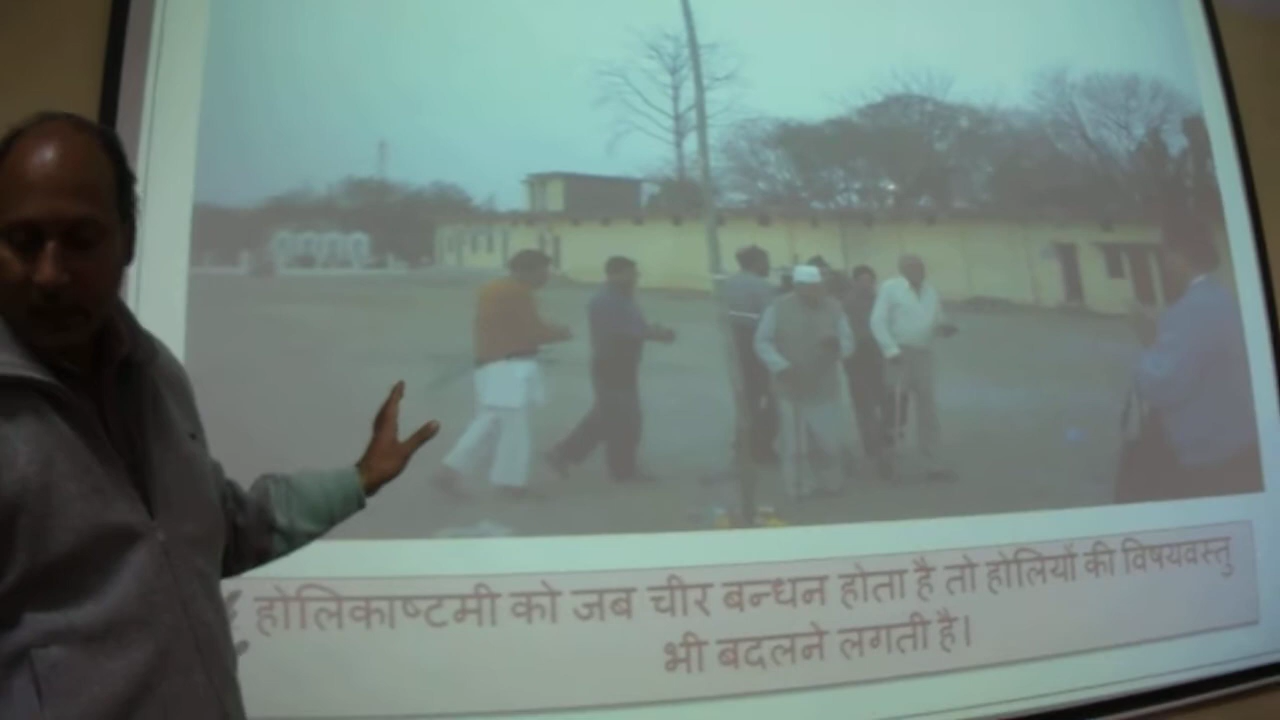 होलिकाष्टमी को जब चीर बन्धन होता है तो होलियों की विषयवस्तु
भी बदलने लगती है।